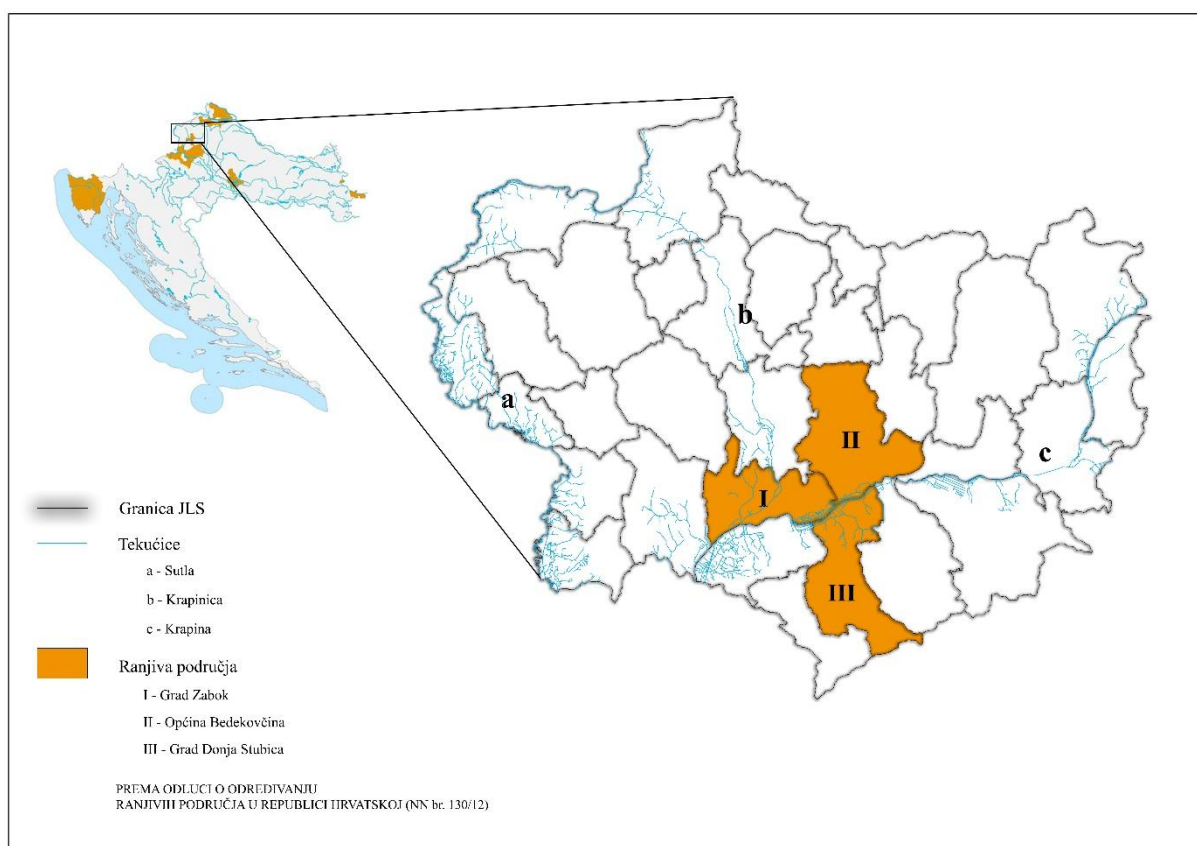 b
a
c
II
I
III
Granica JLS
Tekućice
a - Sutla
b - Krapinica
c - Krapina
Ranjiva područja
I - Grad Zabok
II - Općina Bedekovčina
III - Grad Donja Stubica
PREMA ODLUCI O ODREĐIVANJU
RANJIVIH PODRUČJA U REPUBLICI HRVATSKOJ (NN br. 130/12)